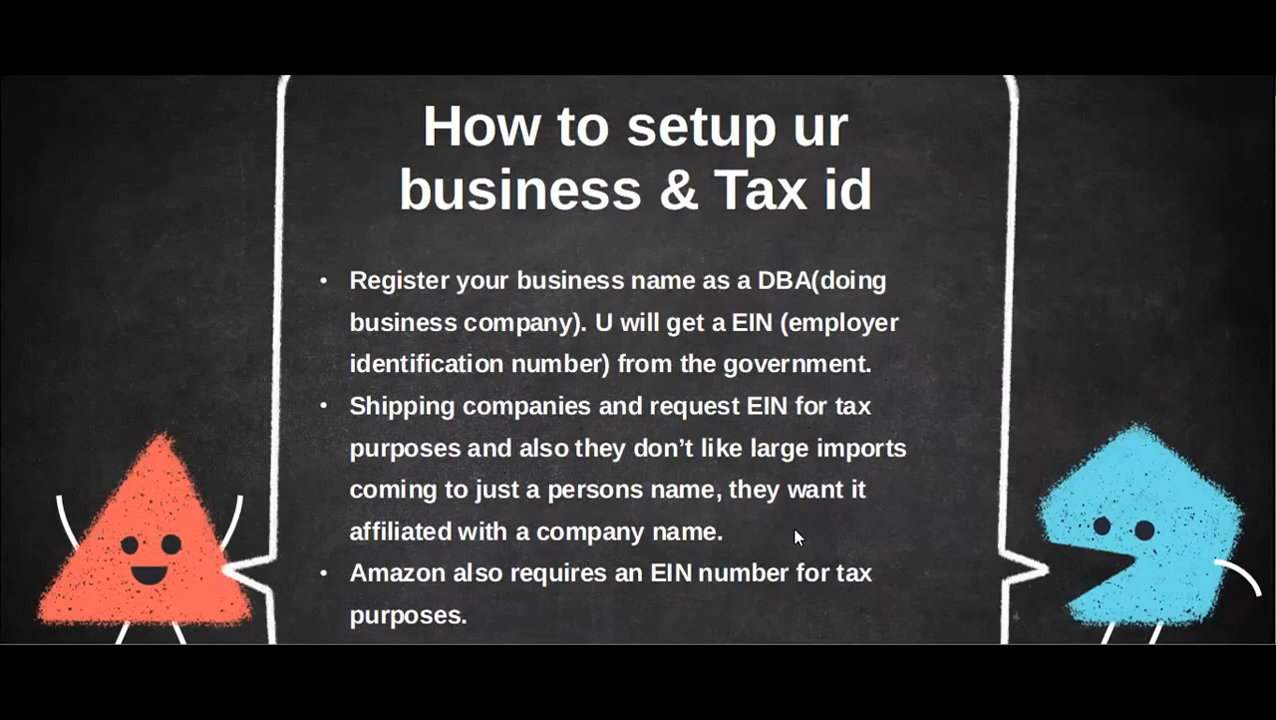 How to setup ur
business & Tax id
• Register your business name as a DBA(doing
business company). U will get a EIN (employer
identification number) from the government.
• Shipping companies and request EIN for tax
purposes and also they don’t like large imports
coming to just a persons name, they want it
affiliated with a company name.
• Amazon also requires an EIN number for tax
purposes.